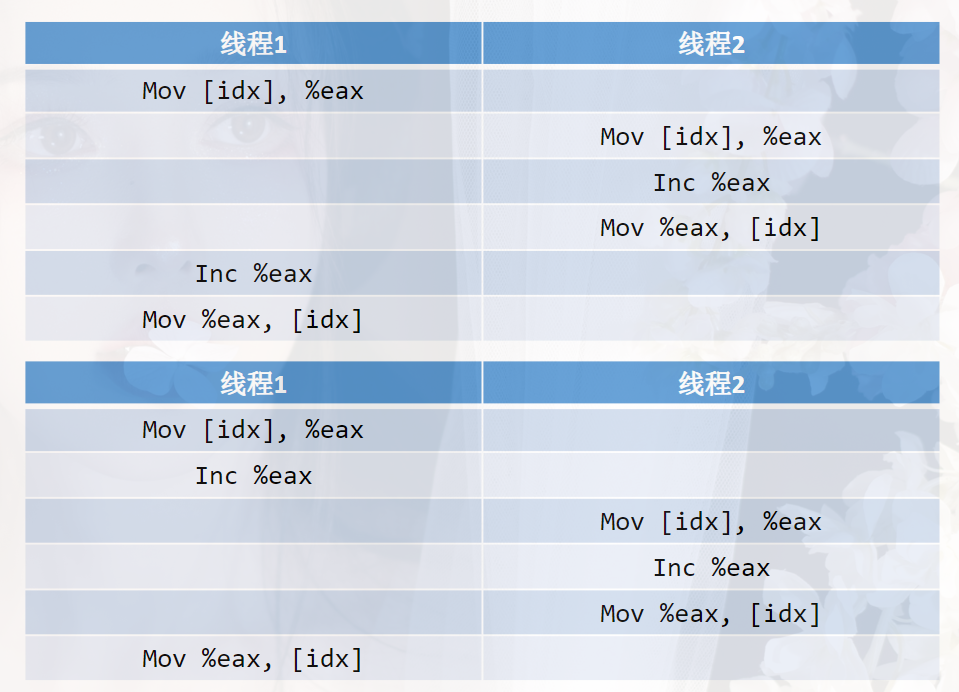 线程1 线程2
Mov [idx], %eax
Mov [idx], %eax
Inc %eax
Mov %eax, [idx]
Inc %eax
Mov %eax, [idx]
线程1 线程2
Mov [idx], %eax
Inc %eax
Mov [idx], %eax
Inc %eax
Mov %eax, [idx]
Mov %eax, [idx]